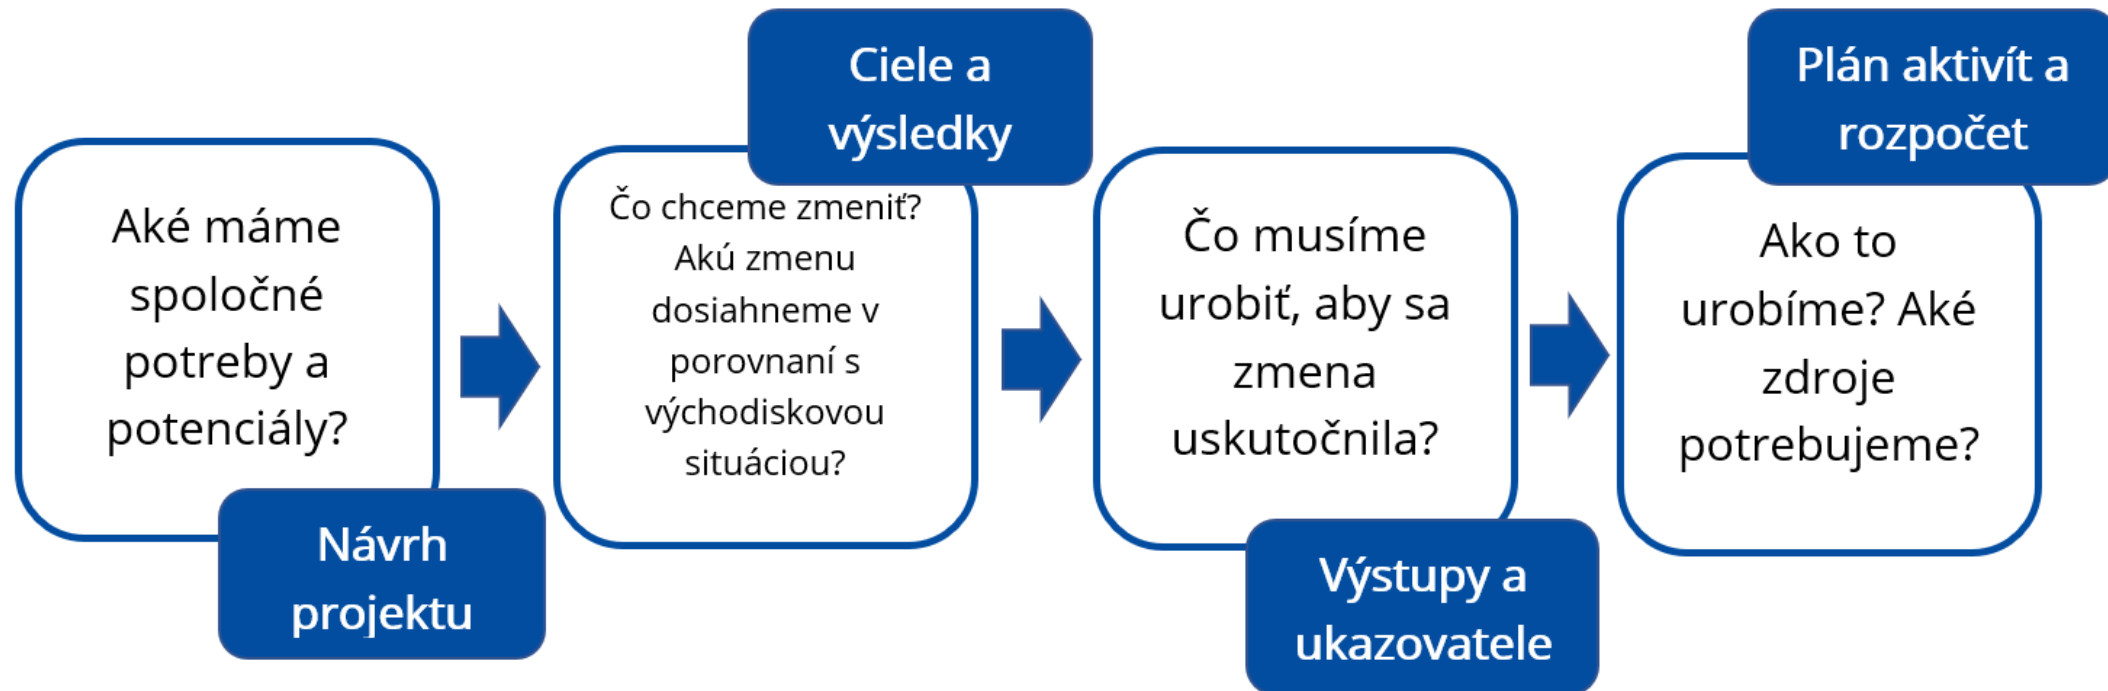 Aké máme
spoločné
potreby a
potenciály?
Návrh
projektu
Ciele a
výsledky
Čo chceme zmeniť?
Akú zmenu
dosiahneme v
porovnaní s
východiskovou
situáciou?
Čo musíme
urobiť, aby sa
zmena
uskutočnila?
Výstupy a
ukazovatele
Plán aktivít a
rozpočet
Ako to
urobíme? Aké
zdroje
potrebujeme?